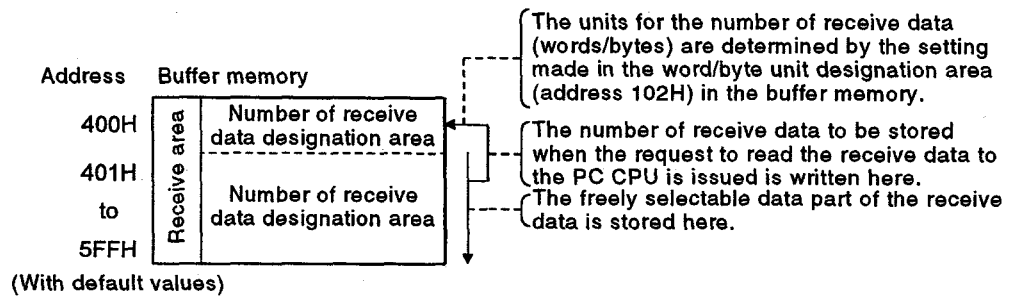 Address Buffer memory
400H
401H
to
5FFH
(With default values)
Receive area
Number of receive
data designation area
Number of receive
data designation area
The units for the number of receive data
(words/bytes) are determined by the setting
made in the word/byte unit designation area
(address 102H) in the buffer memory.
The number of receive data to be stored
when the request to read the receive data to
the PC CPU is issued is written here.
The freely selectable data part of the receive
data is stored here.